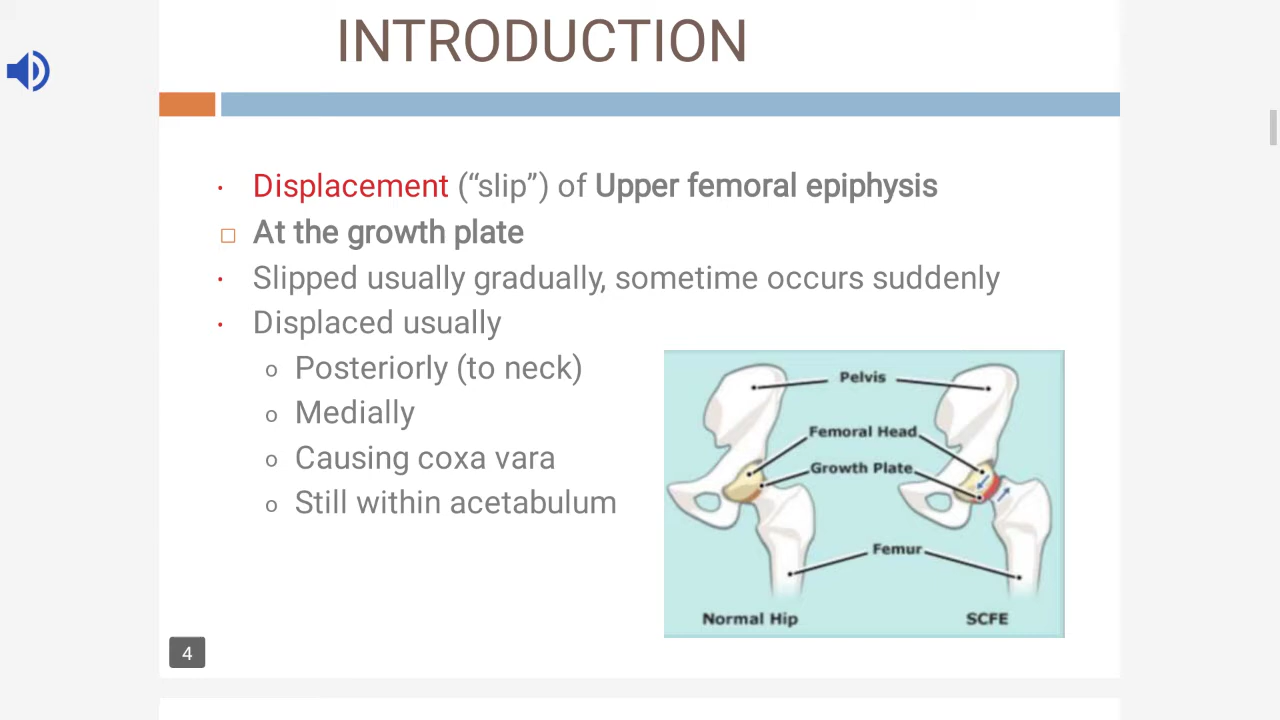 INTRODUCTION
• Displacement (“slip”) of Upper femoral epiphysis
□ At the growth plate
• Slipped usually gradually, sometime occurs suddenly
• Displaced usually
o Posteriorly (to neck)
o Medially
o Causing coxa vara
o Still within acetabulum
Pelvis
Femoral Head
Growth Plate
Femur
Normal Hip SCFE
4